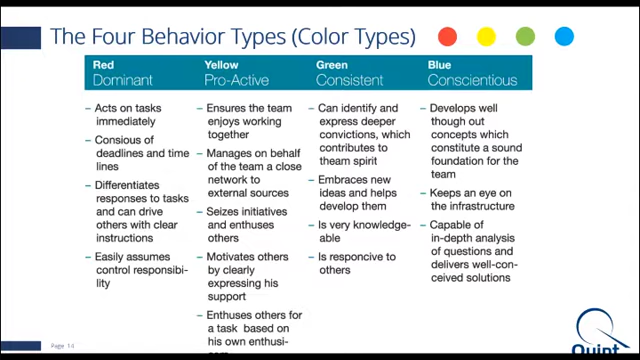 The Four Behavior Types (Color Types)
Red
Dominant
– Acts on tasks
immediately
– Consious of
deadlines and time
lines
– Differentiates
responses to tasks
and can drive
others with clear
instructions
– Easily assumes
control responsibi-
lity
Yellow
Pro-Active
– Ensures the team
enjoys working
together
– Manages on behalf
of the team a close
network to
external sources
– Seizes initiatives
and enthuses
others
– Motivates others
by clearly
expressing his
support
– Enthuses others for
a task based on
his own enthusi-
Green
Consistent
– Can identify and
express deeper
convictions, which
contributes to
theam spirit
– Embraces new
ideas and helps
develop them
– Is very knowledge-
able
– Is responsive to
others
Blue
Conscientious
– Develops well
though out
concepts which
constitute a sound
foundation for the
team
– Keeps an eye on
the infrastructure
– Capable of
in-depth analysis
of questions and
delivers well-con-
ceived solutions
Page 14
Quint